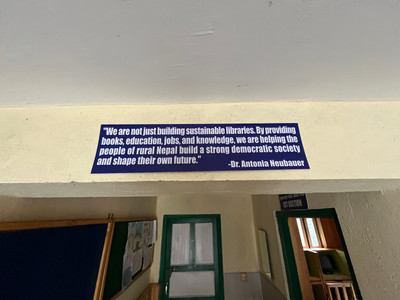 "We are not just building sustainable libraries. By providing
books, education, jobs, and knowledge, we are helping the
people of rural Nepal build a strong democratic society
and shape their own future."
-Dr. Antonia Neubauer